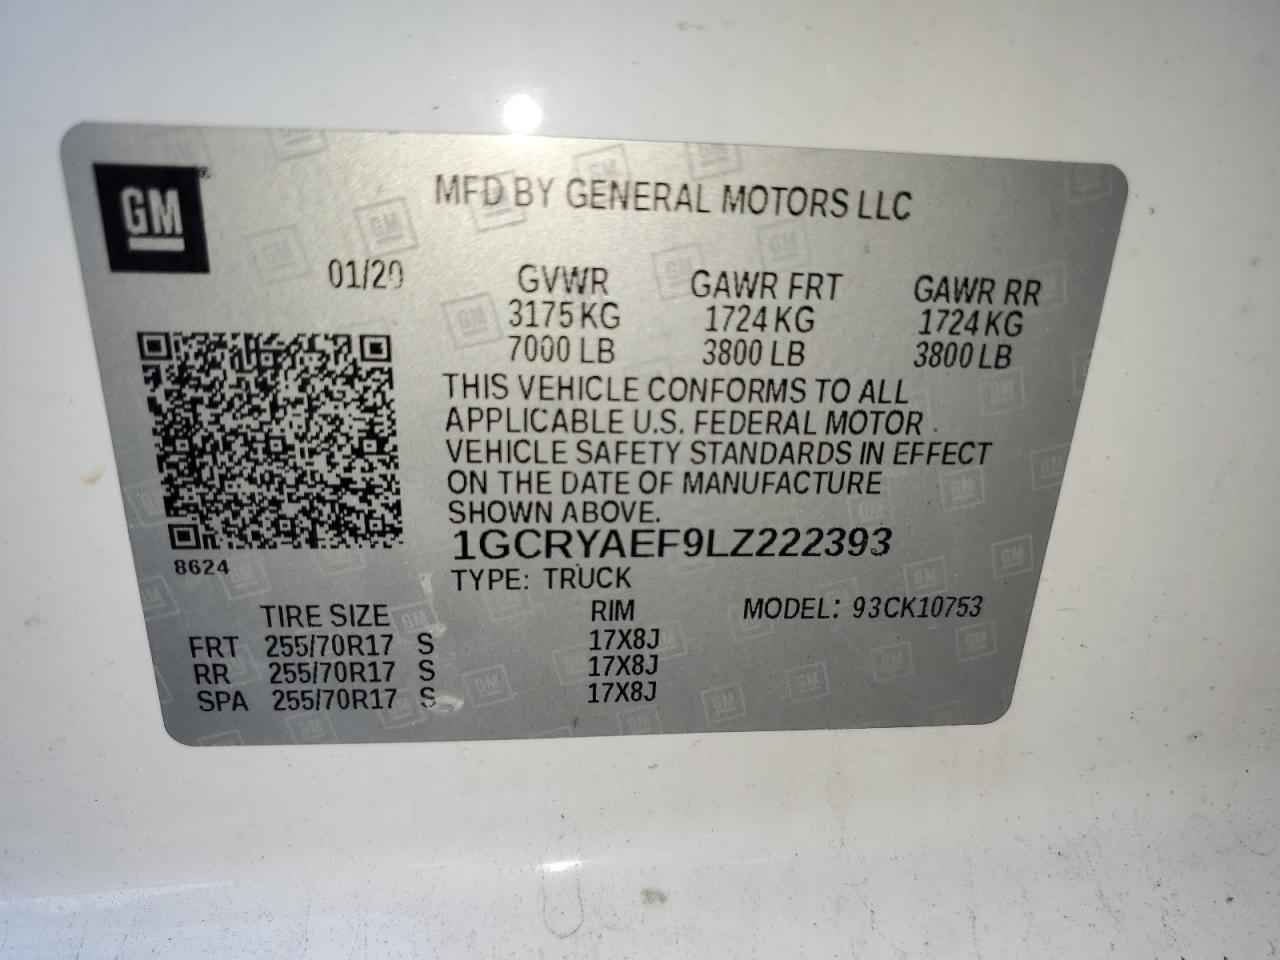 GM
MFD BY GENERAL MOTORS LLC
01/20 GVWR GAWR FRT GAWR RR
3175 KG 1724 KG 1724 KG
7000 LB 3800 LB 3800 LB
THIS VEHICLE CONFORMS TO ALL
APPLICABLE U.S. FEDERAL MOTOR
VEHICLE SAFETY STANDARDS IN EFFECT
ON THE DATE OF MANUFACTURE
SHOWN ABOVE.
1GCRYAEF9LZ222393
8624
TYPE: TRUCK
TIRE SIZE RIM MODEL: 93CK10753
FRT 255/70R17 S 17X8J
RR 255/70R17 S 17X8J
SPA 255/70R17 S 17X8J